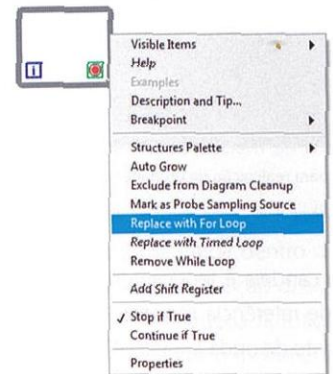 i
Visible Items
Help
Examples
Description and Tip...
Breakpoint
Structures Palette
Auto Grow
Exclude from Diagram Cleanup
Mark as Probe Sampling Source
Replace with For Loop
Replace with Timed Loop
Remove While Loop
Add Shift Register
✓ Stop if True
Continue if True
Properties